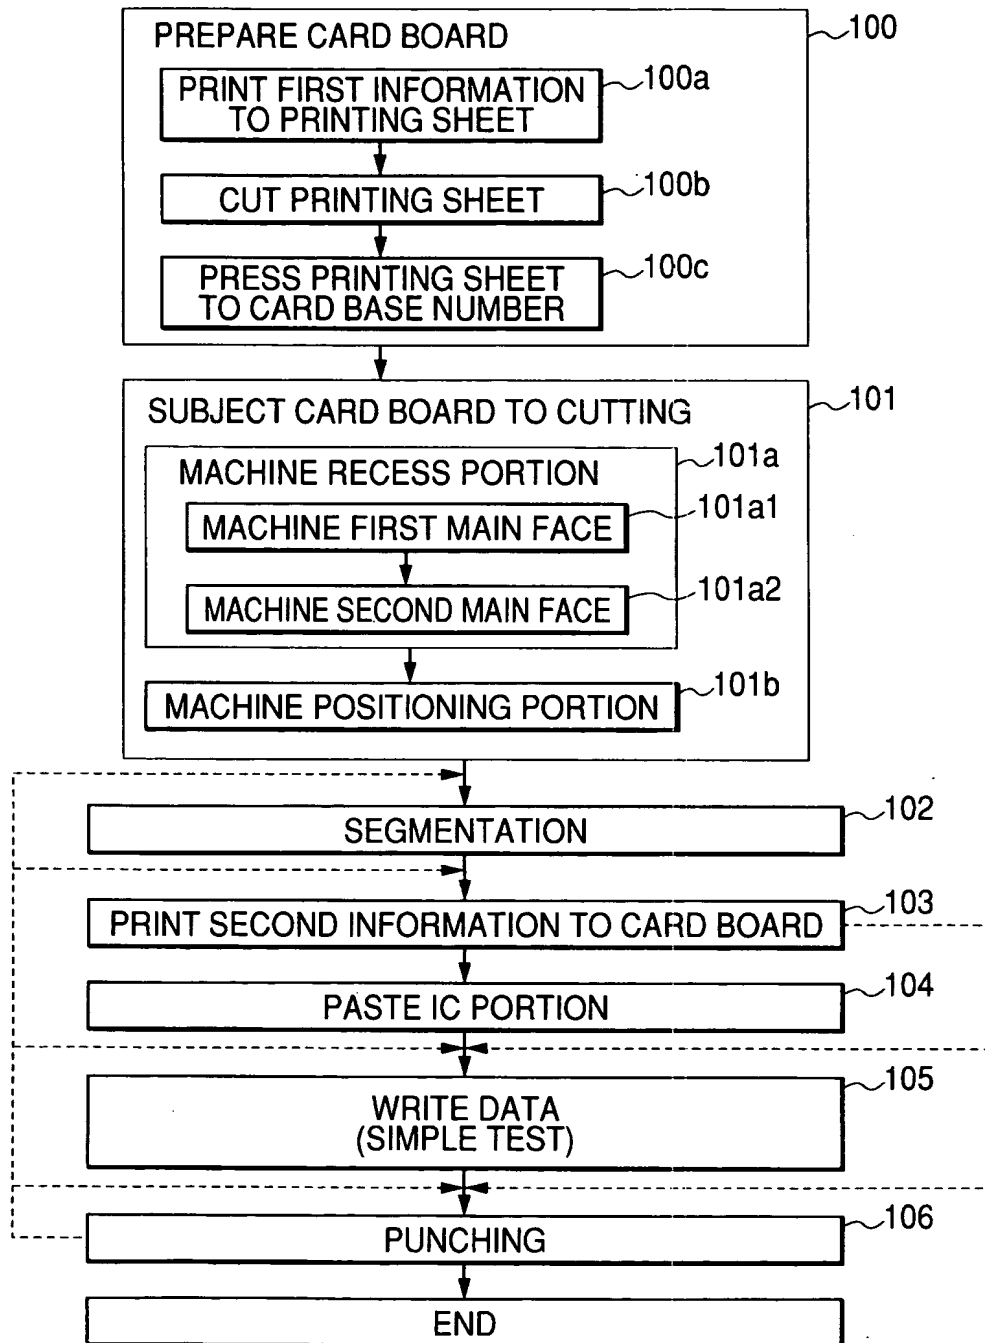 PREPARE CARD BOARD
100
PRINT FIRST INFORMATION
TO PRINTING SHEET
100a
CUT PRINTING SHEET
100b
PRESS PRINTING SHEET
TO CARD BASE NUMBER
100c
SUBJECT CARD BOARD TO CUTTING
101
MACHINE RECESS PORTION
101a
MACHINE FIRST MAIN FACE
101a1
MACHINE SECOND MAIN FACE
101a2
MACHINE POSITIONING PORTION
101b
SEGMENTATION
102
PRINT SECOND INFORMATION TO CARD BOARD
103
PASTE IC PORTION
104
WRITE DATA
(SIMPLE TEST)
105
PUNCHING
106
END